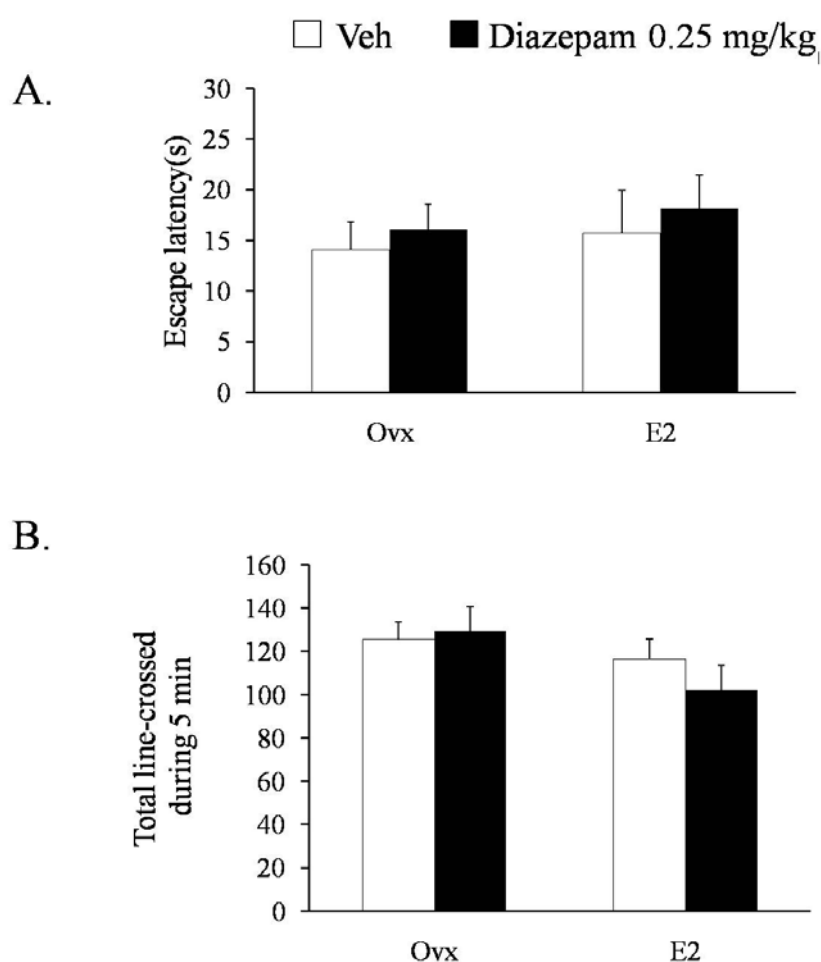 Veh Diazepam 0.25 mg/kg
A.
Escape latency(s)
30
25
20
15
10
5
0
Ovx E2
B.
Total line-crossed
during 5 min
160
140
120
100
80
60
40
20
0
Ovx E2